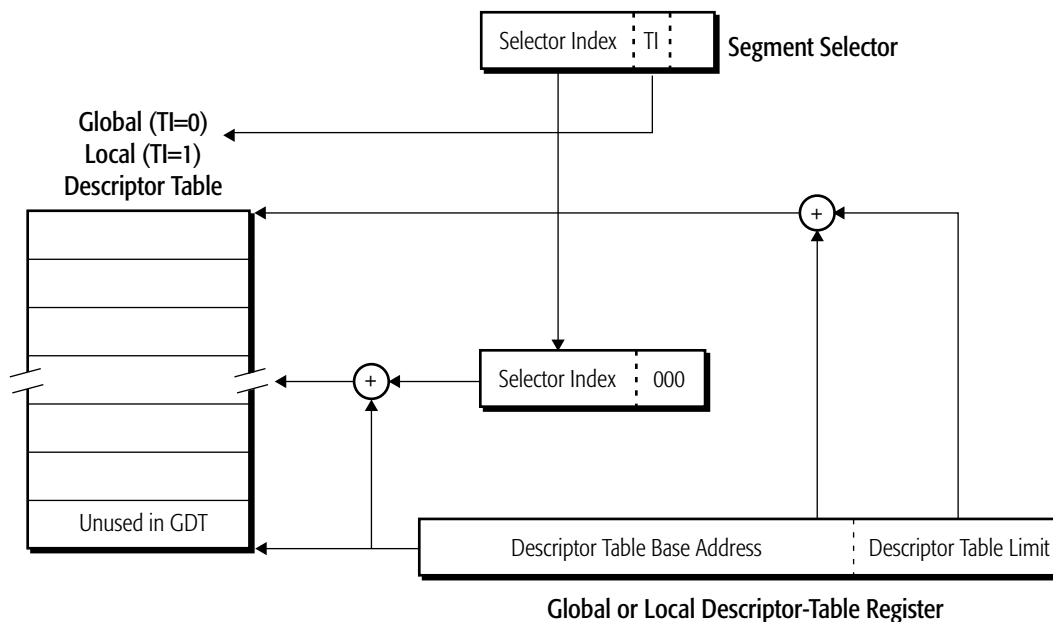 Selector Index TI
Segment Selector
Global (TI=0)
Local (TI=1)
Descriptor Table
+
Selector Index 000
+
Unused in GDT
Descriptor Table Base Address Descriptor Table Limit
Global or Local Descriptor-Table Register